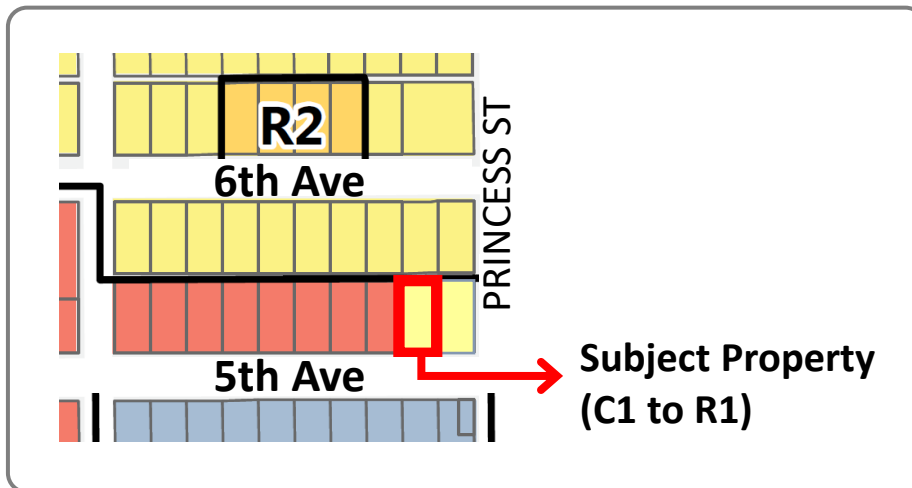 R2
6th Ave
PRINCESS ST
5th Ave
Subject Property
(C1 to R1)